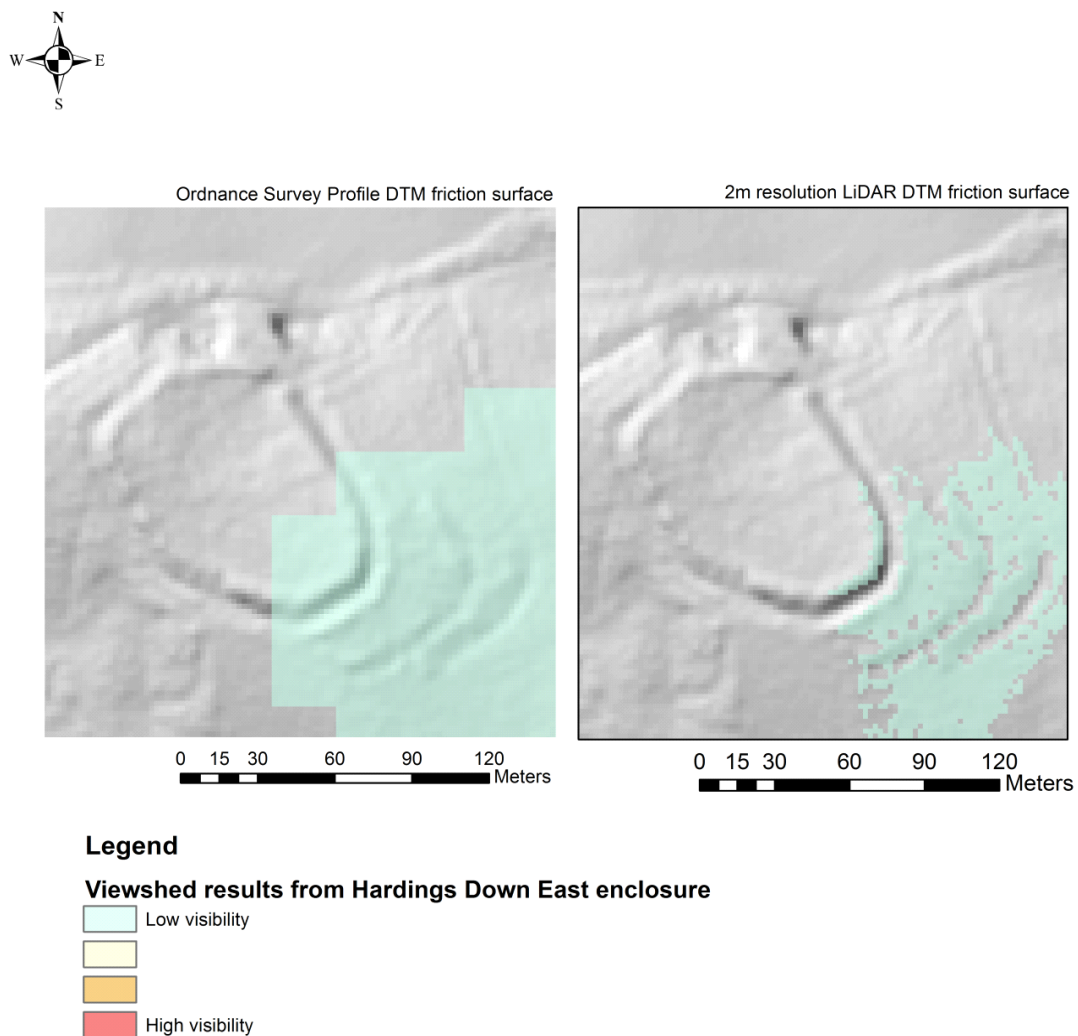 N
W E
S
Ordnance Survey Profile DTM friction surface
2m resolution LiDAR DTM friction surface
0 15 30 60 90 120
Meters
0 15 30 60 90 120
Meters
Legend
Viewshed results from Hardings Down East enclosure
Low visibility
High visibility